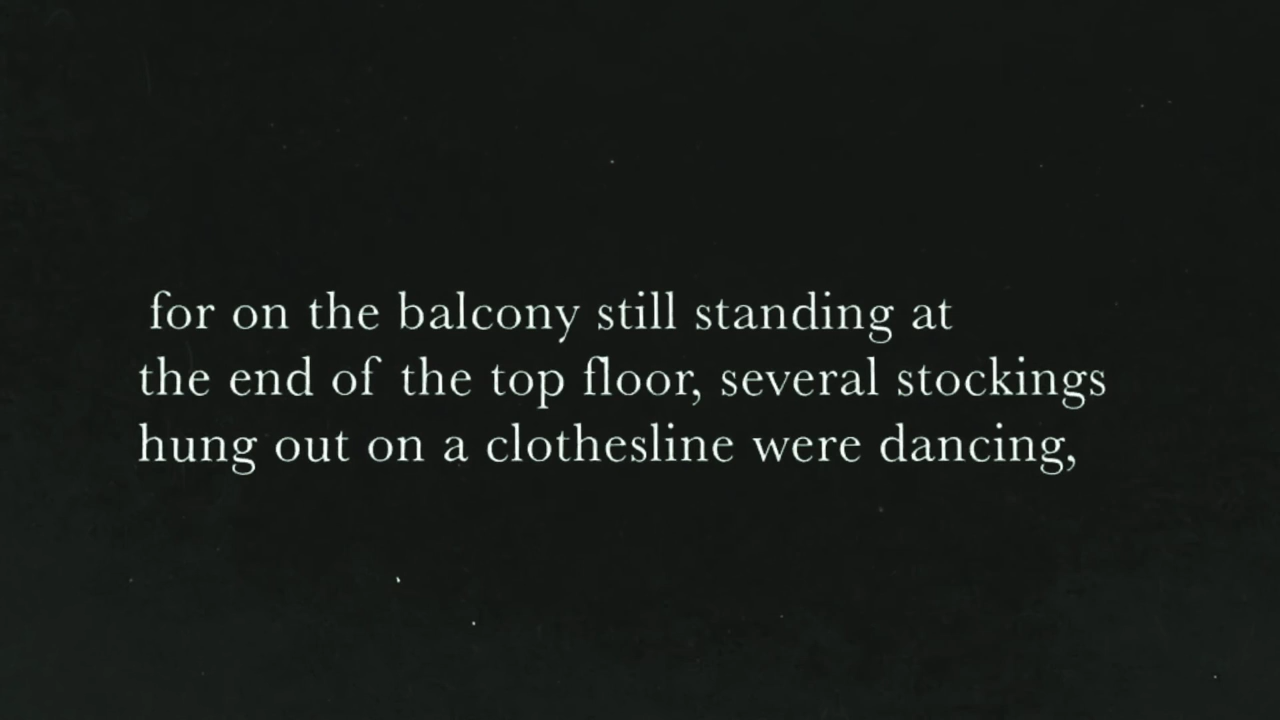 for on the balcony still standing at
the end of the top floor, several stockings
hung out on a clothesline were dancing,